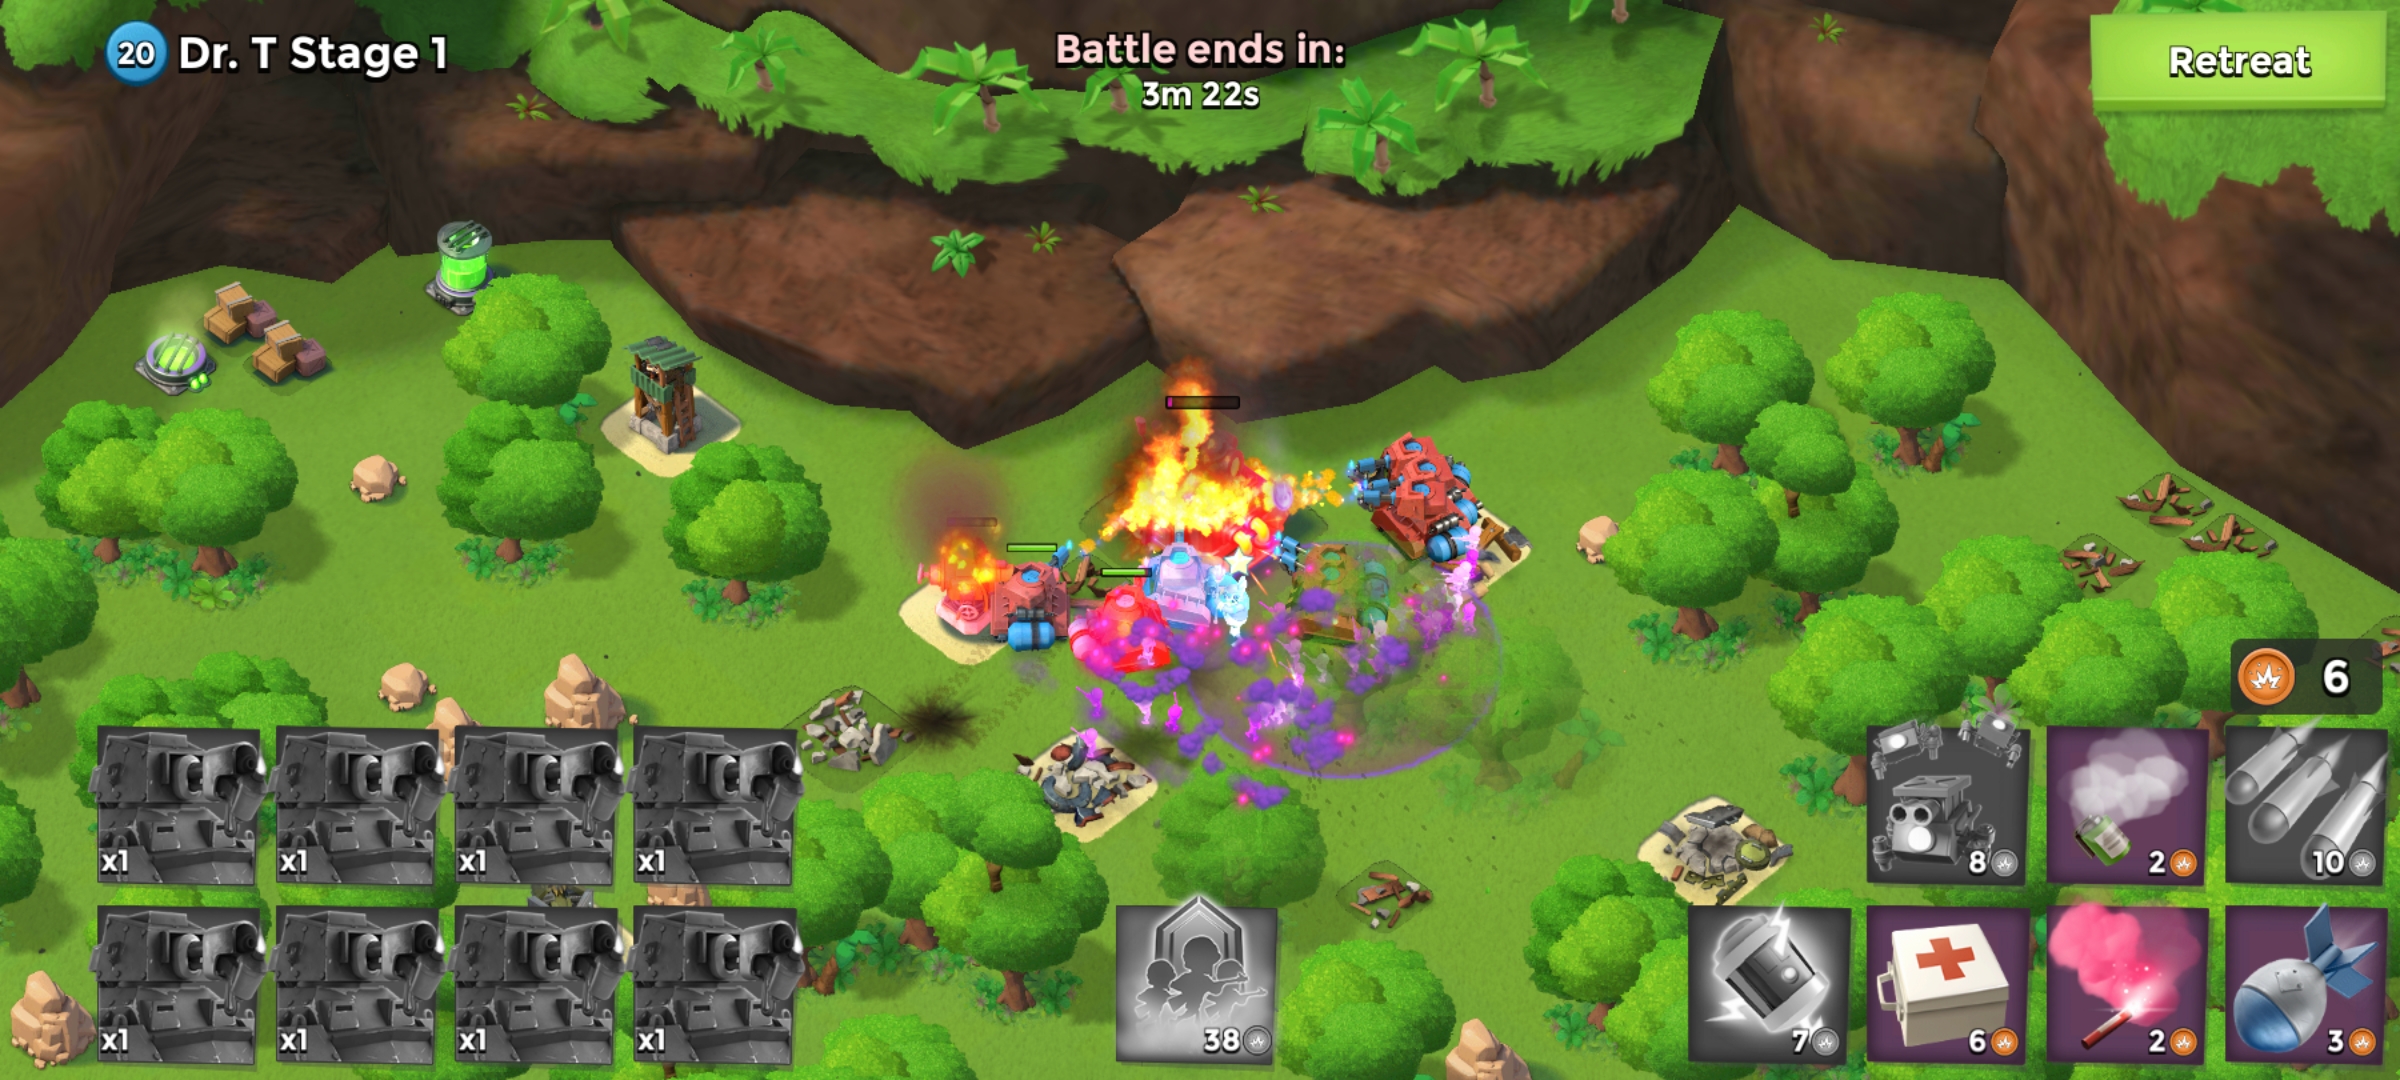 20 Dr. T Stage 1
Battle ends in:
3m 22s
Retreat
6
x1 x1 x1 x1
8 2 10
x1 x1 x1 x1
38
7 6 2 3